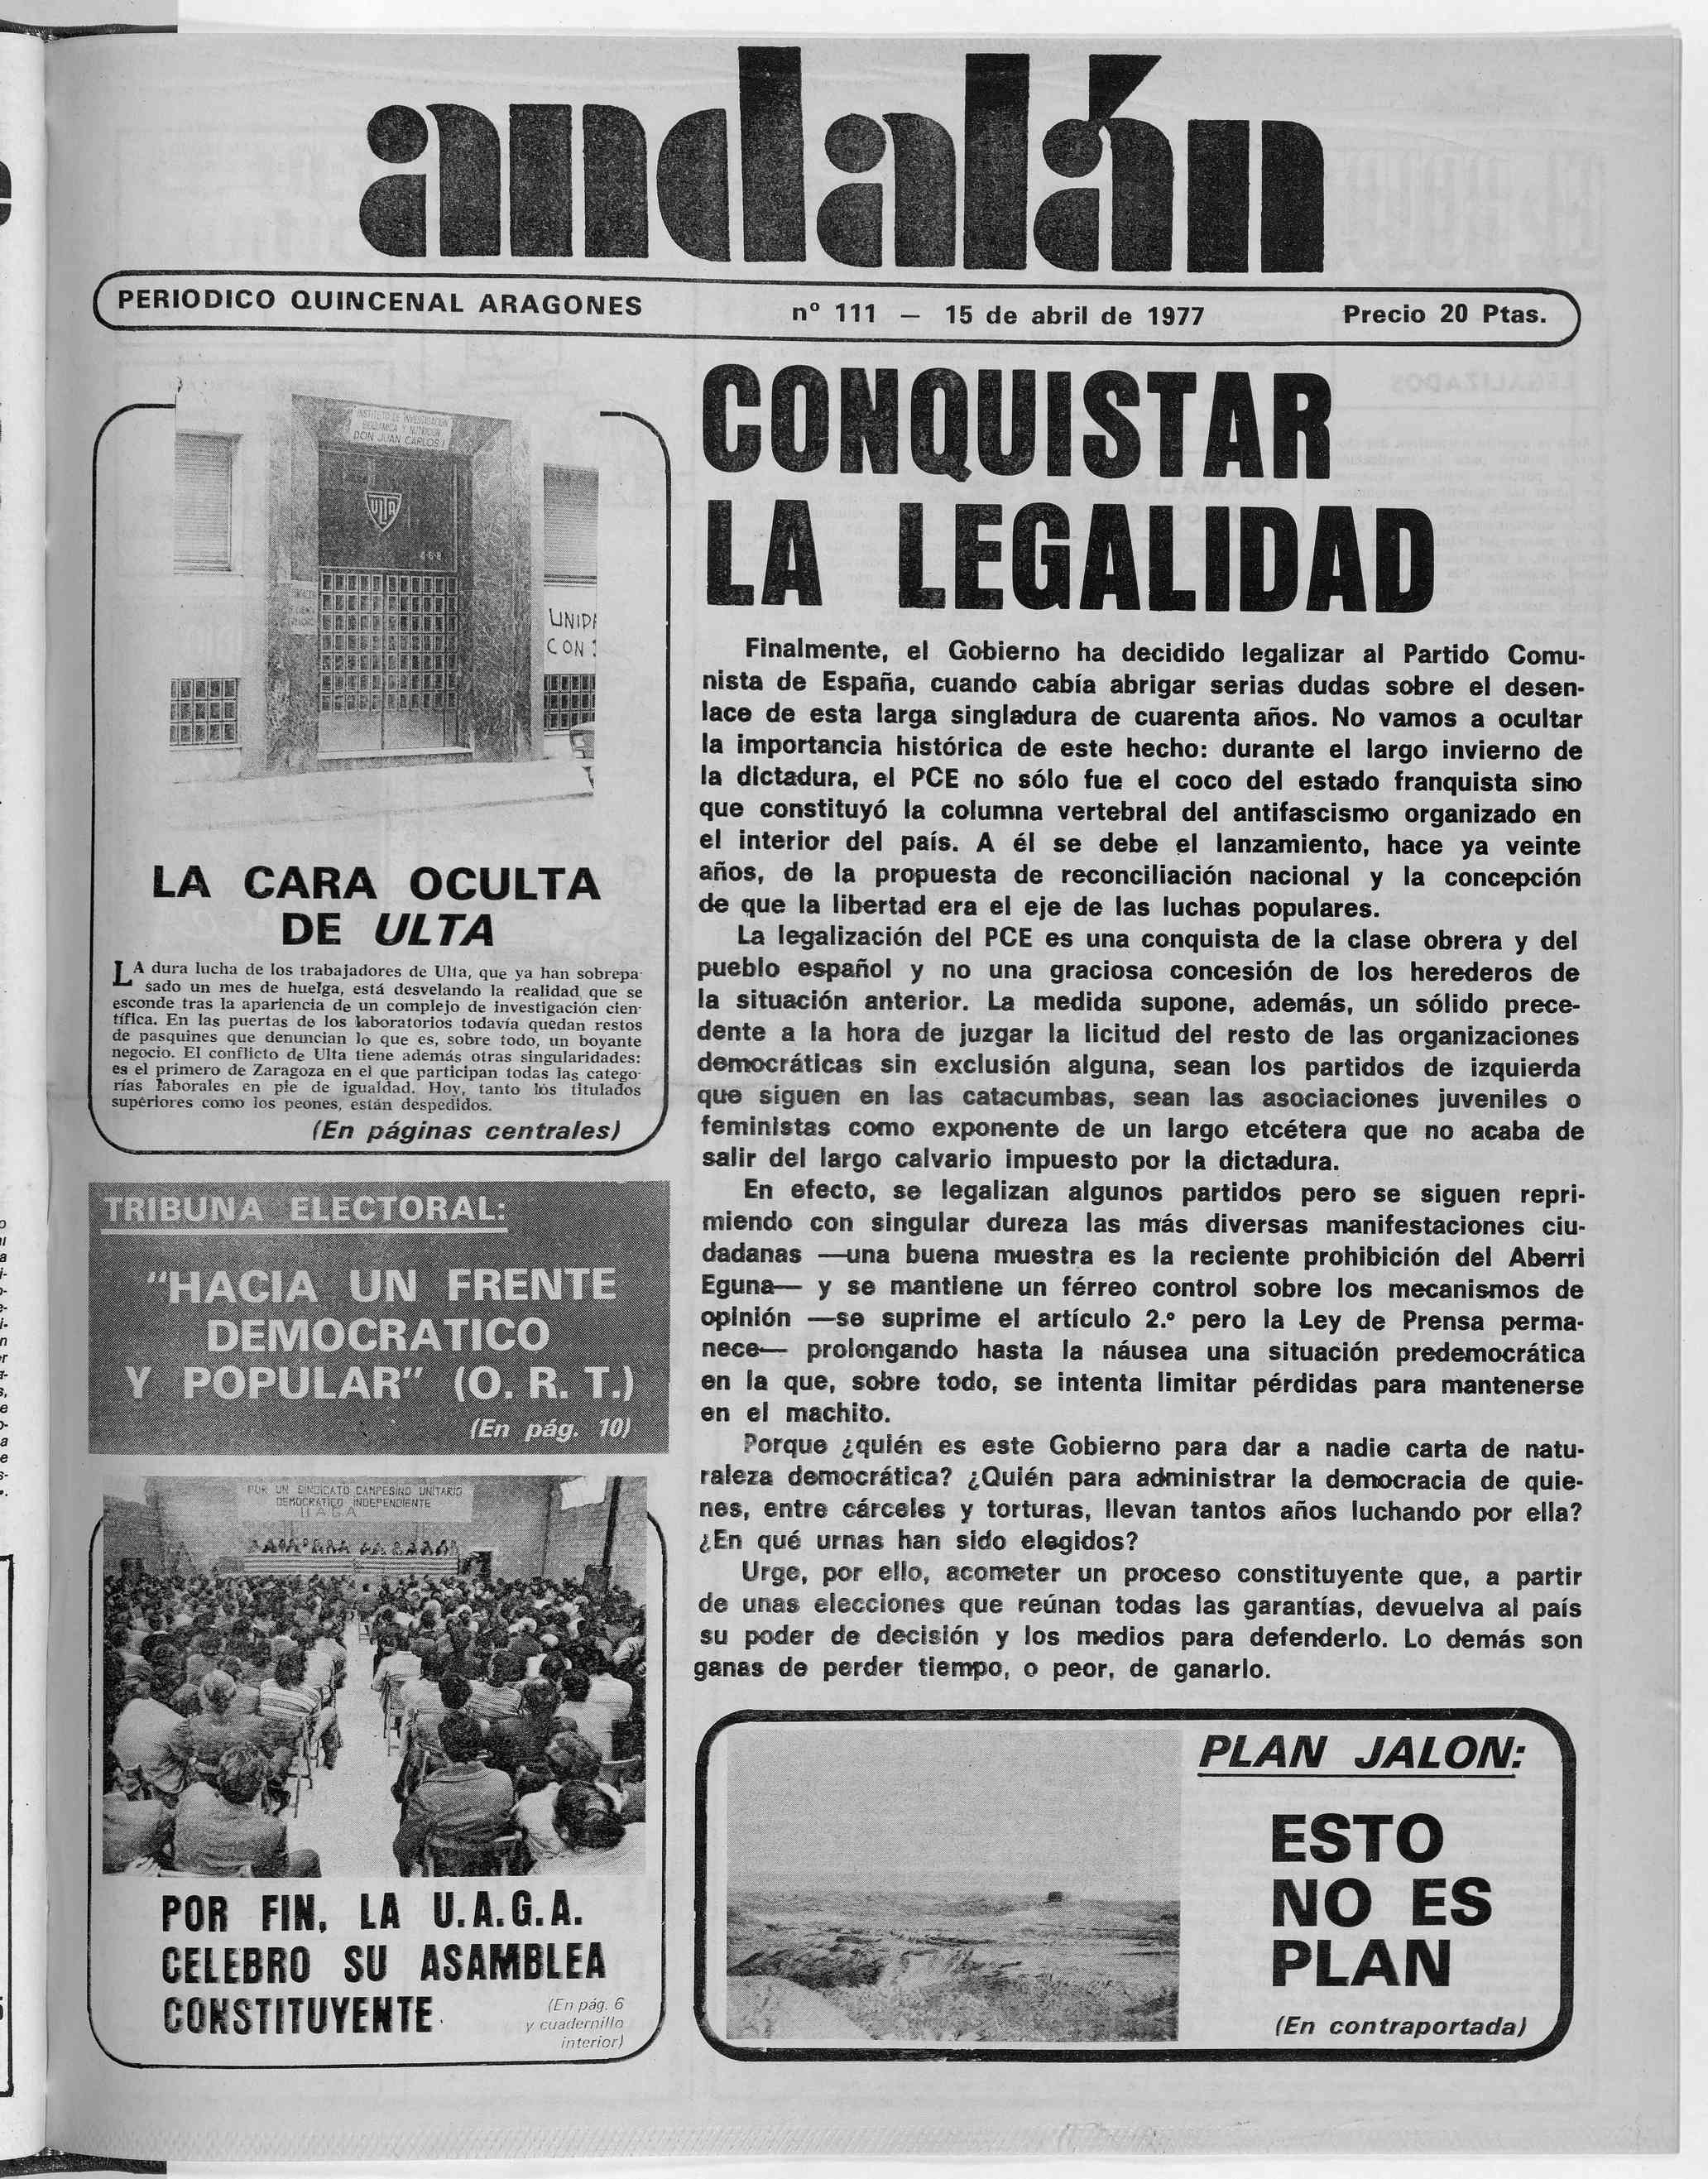 andalán
PERIODICO QUINCENAL ARAGONES
nº 111 — 15 de abril de 1977
Precio 20 Ptas.
INSTITUTO DE INVESTIGACION
BIOQUIMICA Y NUTRICION
DON JUAN CARLOS I
ULTA
468
UNIDA
CON
LA CARA OCULTA
DE ULTA
LA dura lucha de los trabajadores de Ulta, que ya han sobrepa-
sado un mes de huelga, está desvelando la realidad que se
esconde tras la apariencia de un complejo de investigación cien-
tífica. En las puertas de los laboratorios todavía quedan restos
de pasquines que denuncian lo que es, sobre todo, un boyante
negocio. El conflicto de Ulta tiene además otras singularidades:
es el primero de Zaragoza en el que participan todas las catego-
rías laborales en pie de igualdad. Hoy, tanto los titulados
superiores como los peones, están despedidos.
(En páginas centrales)
TRIBUNA ELECTORAL:
"HACIA UN FRENTE
DEMOCRATICO
Y POPULAR" (O. R. T.)
(En pág. 10)
POR UN SINDICATO CAMPESINO UNITARIO
DEMOCRATICO INDEPENDIENTE
U A G A
POR FIN, LA U.A.G.A.
CELEBRO SU ASAMBLEA
CONSTITUYENTE
(En pág. 6
y cuadernillo
interior)
CONQUISTAR
LA LEGALIDAD
Finalmente, el Gobierno ha decidido legalizar al Partido Comu-
nista de España, cuando cabía abrigar serias dudas sobre el desen-
lace de esta larga singladura de cuarenta años. No vamos a ocultar
la importancia histórica de este hecho: durante el largo invierno de
la dictadura, el PCE no sólo fue el coco del estado franquista sino
que constituyó la columna vertebral del antifascismo organizado en
el interior del país. A él se debe el lanzamiento, hace ya veinte
años, de la propuesta de reconciliación nacional y la concepción
de que la libertad era el eje de las luchas populares.
La legalización del PCE es una conquista de la clase obrera y del
pueblo español y no una graciosa concesión de los herederos de
la situación anterior. La medida supone, además, un sólido prece-
dente a la hora de juzgar la licitud del resto de las organizaciones
democráticas sin exclusión alguna, sean los partidos de izquierda
que siguen en las catacumbas, sean las asociaciones juveniles o
feministas como exponente de un largo etcétera que no acaba de
salir del largo calvario impuesto por la dictadura.
En efecto, se legalizan algunos partidos pero se siguen repri-
miendo con singular dureza las más diversas manifestaciones ciu-
dadanas —una buena muestra es la reciente prohibición del Aberri
Eguna— y se mantiene un férreo control sobre los mecanismos de
opinión —se suprime el artículo 2.º pero la Ley de Prensa perma-
nece— prolongando hasta la náusea una situación predemocrática
en la que, sobre todo, se intenta limitar pérdidas para mantenerse
en el machito.
Porque ¿quién es este Gobierno para dar a nadie carta de natu-
raleza democrática? ¿Quién para administrar la democracia de quie-
nes, entre cárceles y torturas, llevan tantos años luchando por ella?
¿En qué urnas han sido elegidos?
Urge, por ello, acometer un proceso constituyente que, a partir
de unas elecciones que reúnan todas las garantías, devuelva al país
su poder de decisión y los medios para defenderlo. Lo demás son
ganas de perder tiempo, o peor, de ganarlo.
PLAN JALON:
ESTO
NO ES
PLAN
(En contraportada)